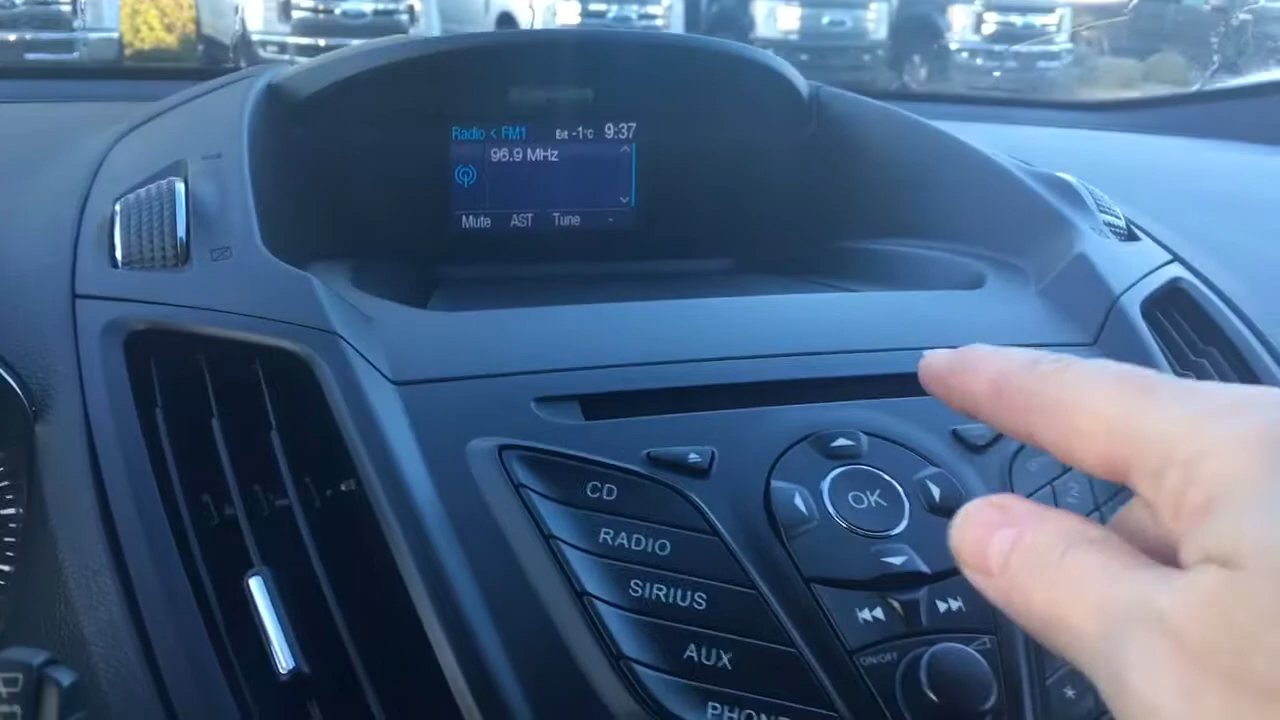 Radio < FM1 Ext -1°C 9:37
96.9 MHz
Mute AST Tune -
CD
RADIO
SIRIUS
AUX
PHONE
OK
ON/OFF
2
*